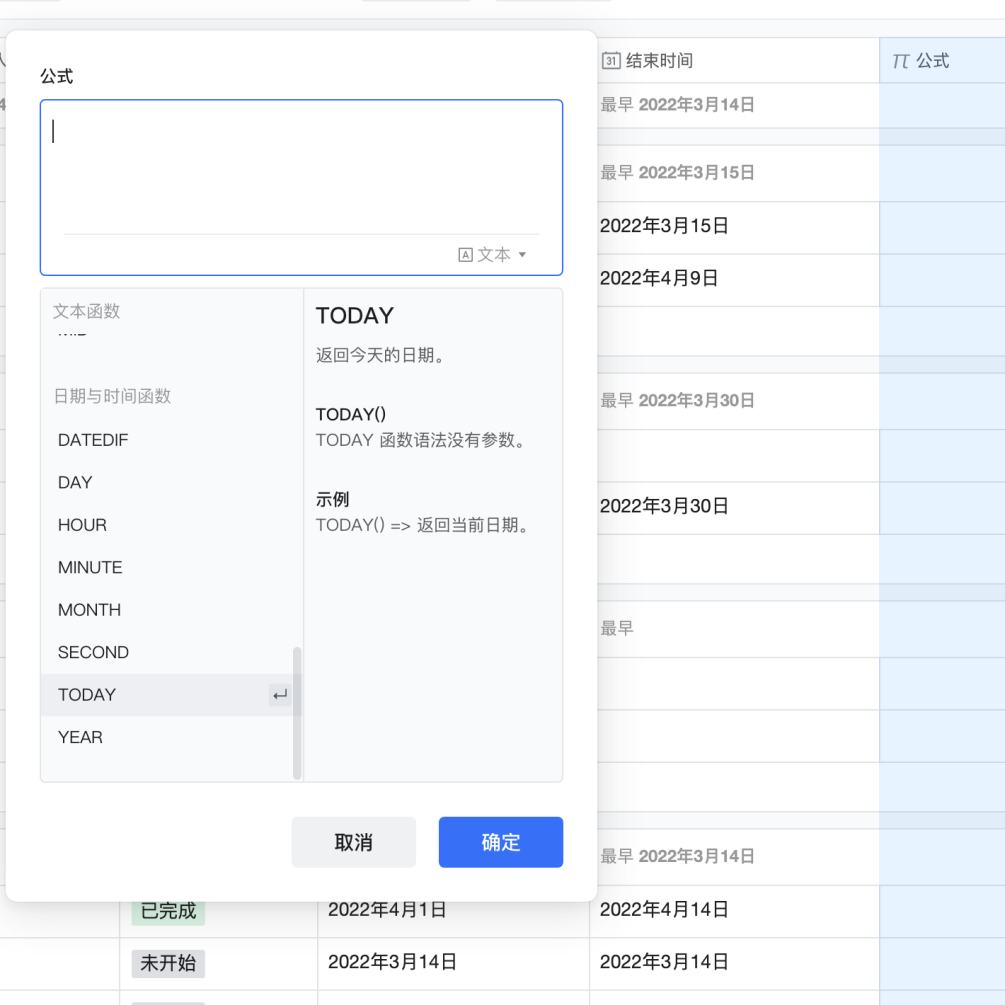 公式
文本
文本函数
日期与时间函数
DATEDIF
DAY
HOUR
MINUTE
MONTH
SECOND
TODAY
YEAR
TODAY
返回今天的日期。
TODAY()
TODAY 函数语法没有参数。
示例
TODAY() => 返回当前日期。
取消
确定
31 结束时间
公式
最早 2022年3月14日
最早 2022年3月15日
2022年3月15日
2022年4月9日
最早 2022年3月30日
2022年3月30日
最早
最早 2022年3月14日
已完成 2022年4月1日 2022年4月14日
未开始 2022年3月14日 2022年3月14日